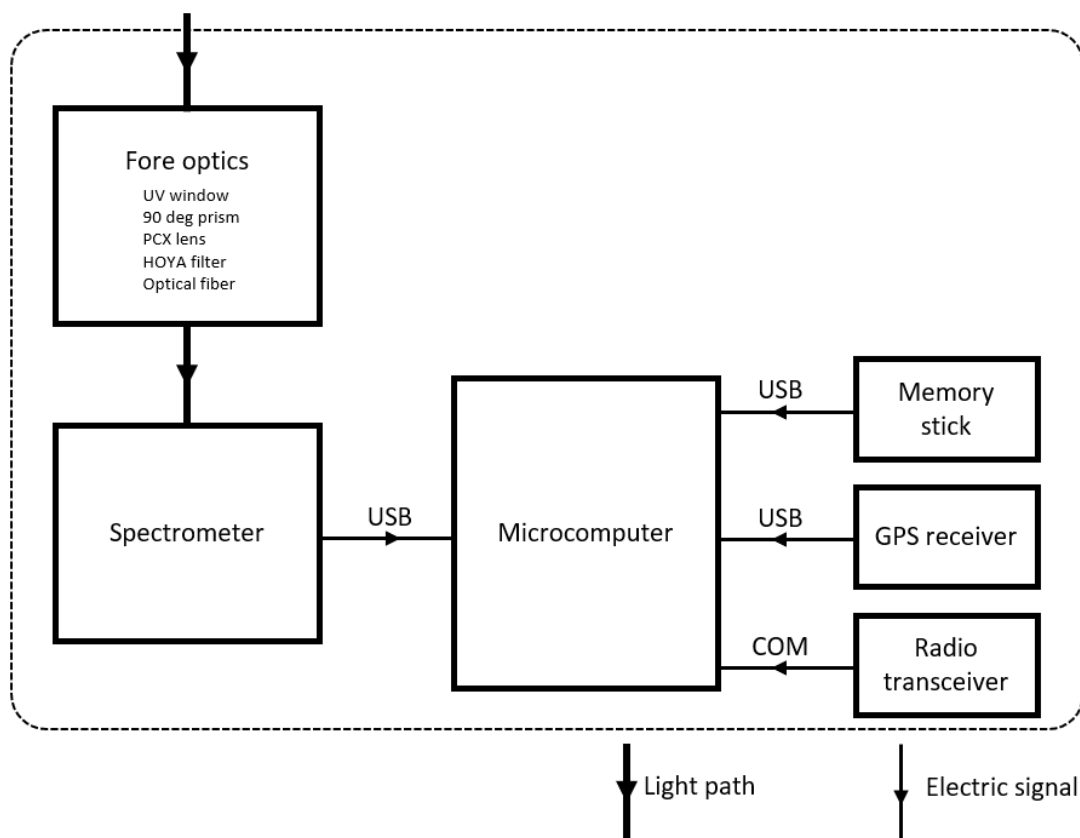 Fore optics
UV window
90 deg prism
PCX lens
HOYA filter
Optical fiber
Spectrometer
USB
Microcomputer
USB
Memory
stick
USB
GPS receiver
COM
Radio
transceiver
Light path
Electric signal